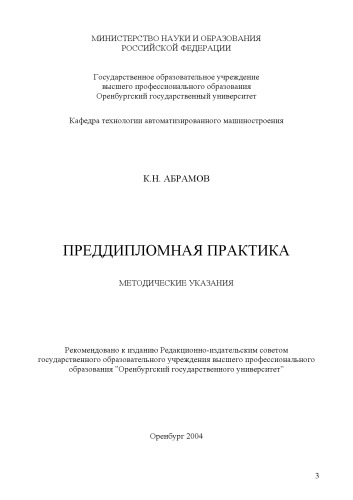 МИНИСТЕРСТВО НАУКИ И ОБРАЗОВАНИЯ
РОССИЙСКОЙ ФЕДЕРАЦИИ
Государственное образовательное учреждение
высшего профессионального образования
Оренбургский государственный университет
Кафедра технологии автоматизированного машиностроения
К.Н. АБРАМОВ
ПРЕДДИПЛОМНАЯ ПРАКТИКА
МЕТОДИЧЕСКИЕ УКАЗАНИЯ
Рекомендовано к изданию Редакционно-издательским советом
государственного образовательного учреждения высшего профессионального
образования "Оренбургский государственного университет"
Оренбург 2004
3